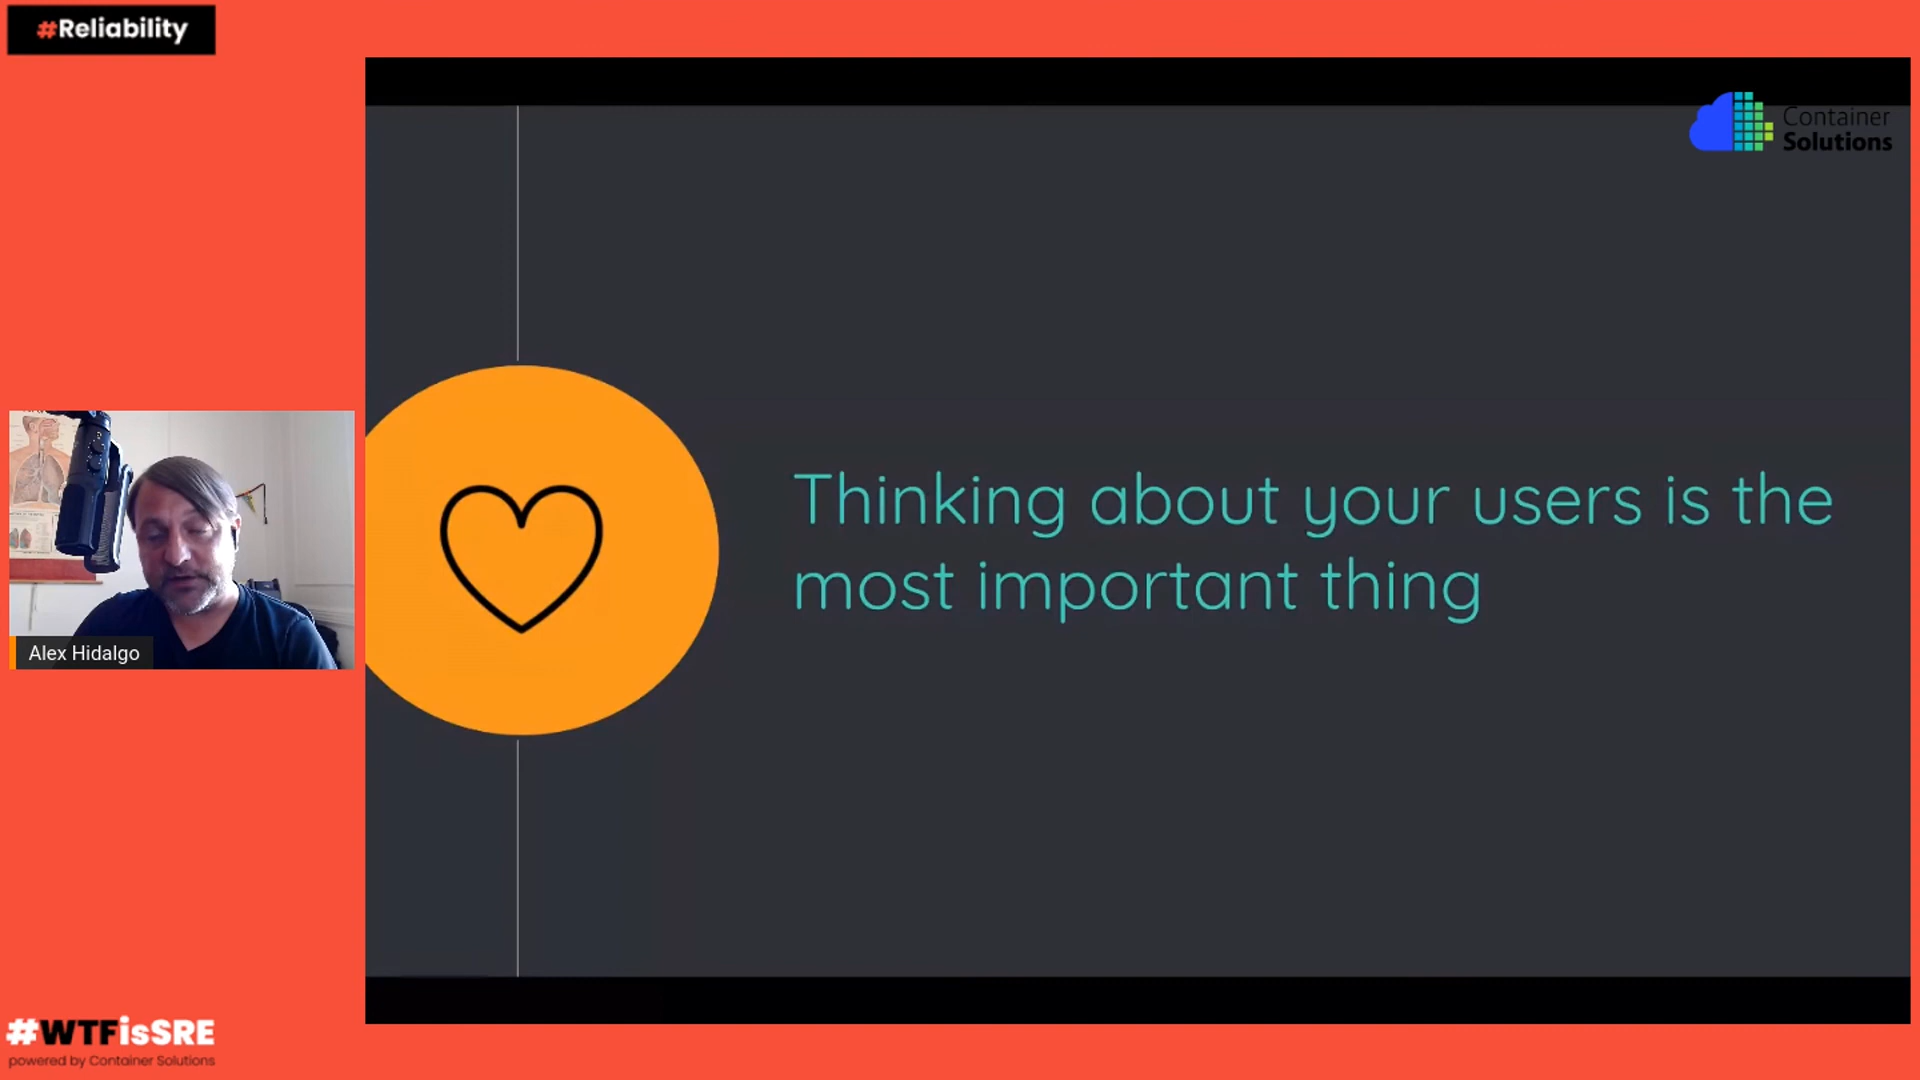 #Reliability
Container
Solutions
Thinking about your users is the
most important thing
Alex Hidalgo
#WTFisSRE
powered by Container Solutions